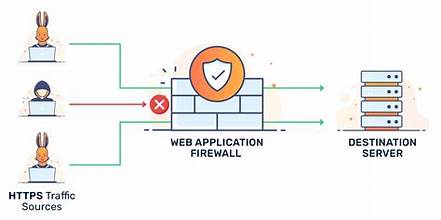 WEB APPLICATION
FIREWALL
DESTINATION
SERVER
HTTPS Traffic
Sources